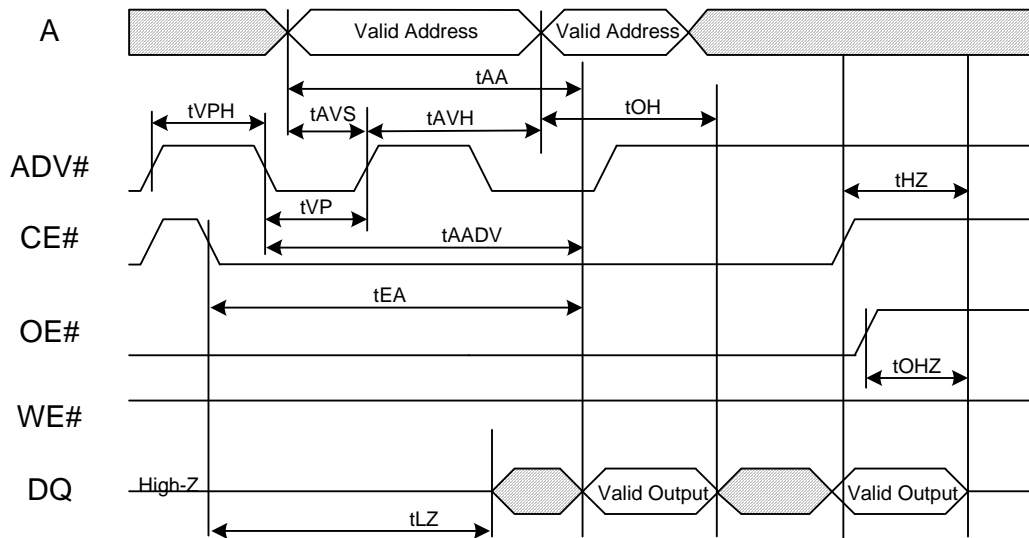 A
Valid Address
Valid Address
tAA
tVPH
tAVS
tAVH
tOH
ADV#
tVP
tHZ
CE#
tAADV
tEA
OE#
tOHZ
WE#
DQ
High-Z
Valid Output
Valid Output
tLZ